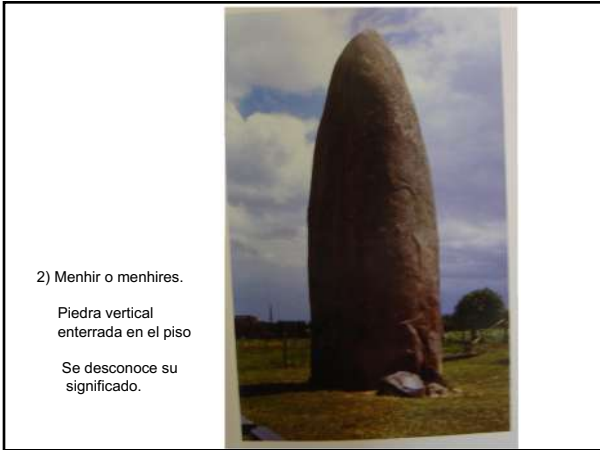 2) Menhir o menhires.
Piedra vertical
enterrada en el piso
Se desconoce su
significado.